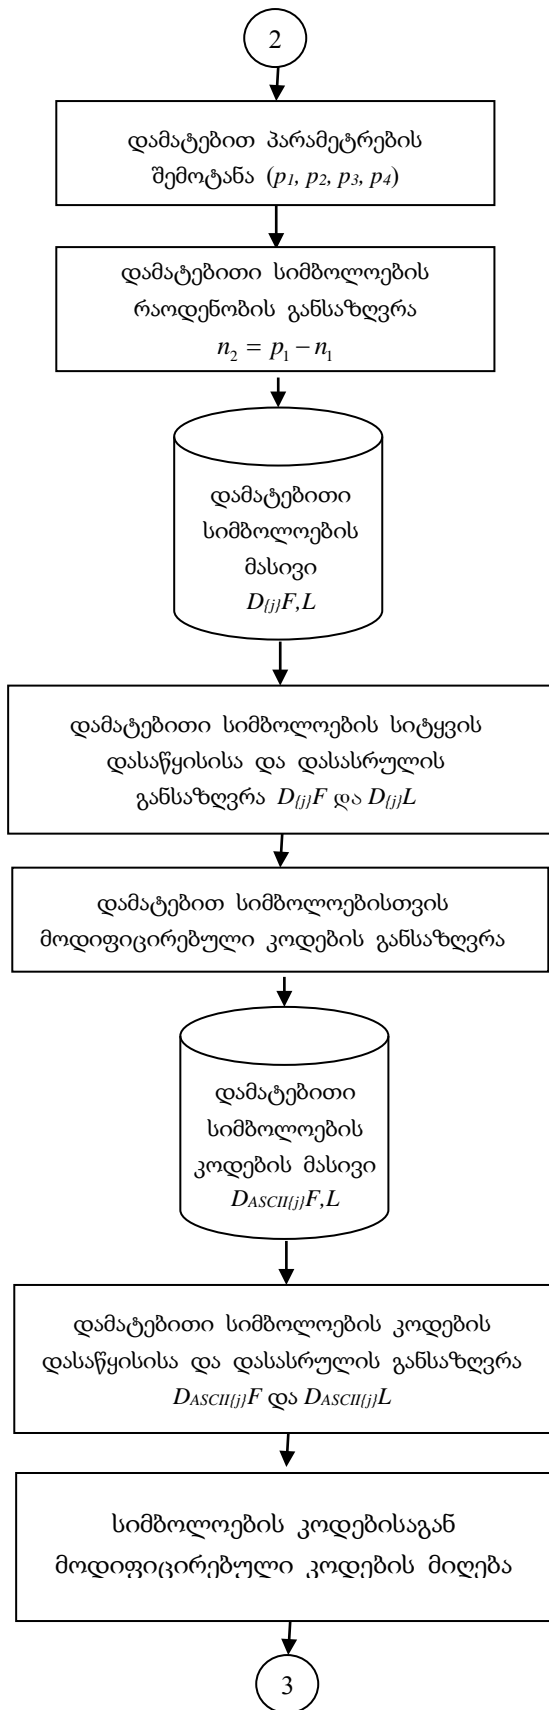 2
დამატებით პარამეტრების
შემოტანა (p1, p2, p3, p4)
დამატებითი სიმბოლოების
რაოდენობის განსაზღვრა
n2 = p1 − n1
დამატებითი
სიმბოლოების
მასივი
D{j}F,L
დამატებითი სიმბოლოების სიტყვის
დასაწყისისა და დასასრულის
განსაზღვრა D{j}F და D{j}L
დამატებით სიმბოლოებისთვის
მოდიფიცირებული კოდების განსაზღვრა
დამატებითი
სიმბოლოების
კოდების მასივი
DASCII{j}F,L
დამატებითი სიმბოლოების კოდების
დასაწყისისა და დასასრულის განსაზღვრა
DASCII{j}F და DASCII{j}L
სიმბოლოების კოდებისაგან
მოდიფიცირებული კოდების მიღება
3